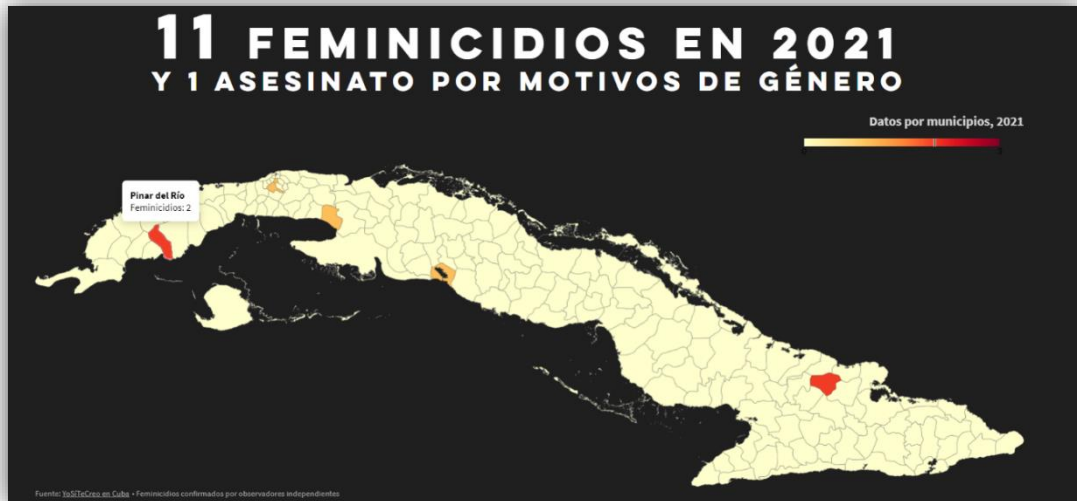 11 FEMINICIDIOS EN 2021
Y 1 ASESINATO POR MOTIVOS DE GÉNERO
Datos por municipios, 2021
Pinar del Río
Feminicidios: 2
Fuente: YoSíTeCreo en Cuba • Feminicidios confirmados por observadores independientes